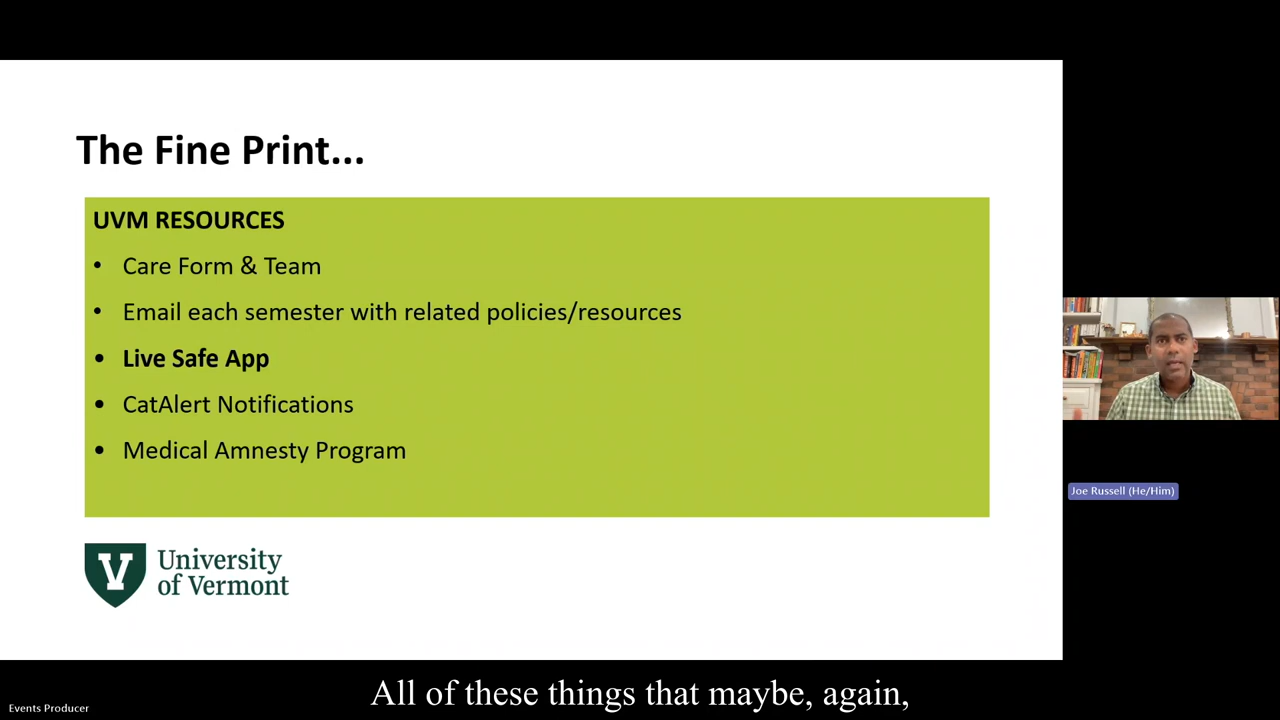 The Fine Print...
UVM RESOURCES
• Care Form & Team
• Email each semester with related policies/resources
• Live Safe App
• CatAlert Notifications
• Medical Amnesty Program
V University
of Vermont
Joe Russell (He/Him)
All of these things that maybe, again,
Events Producer